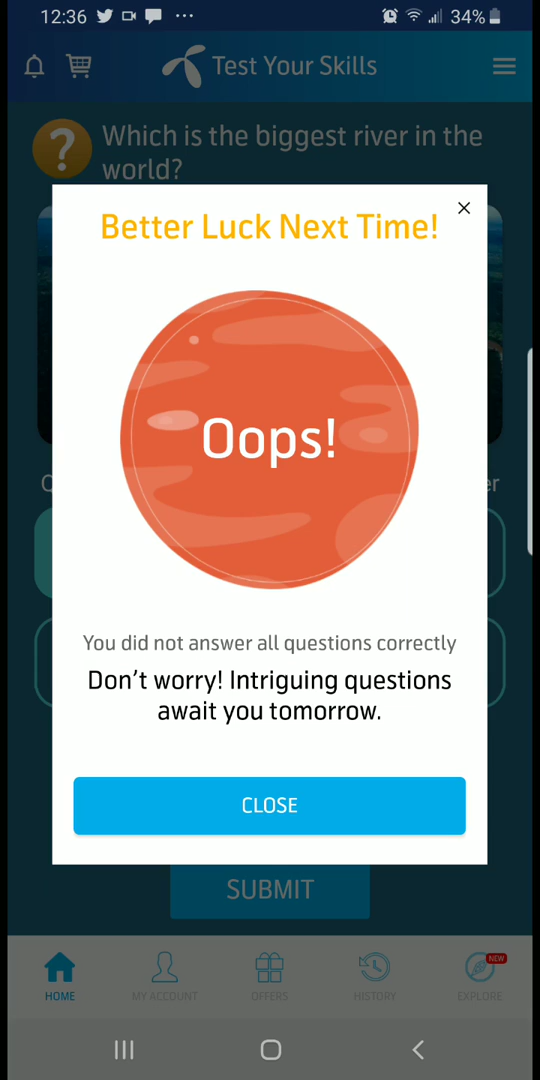 12:36
34%
Test Your Skills
Which is the biggest river in the
world?
Better Luck Next Time!
Oops!
You did not answer all questions correctly
Don't worry! Intriguing questions
await you tomorrow.
CLOSE
SUBMIT
HOME
MY ACCOUNT
OFFERS
HISTORY
NEW
EXPLORE